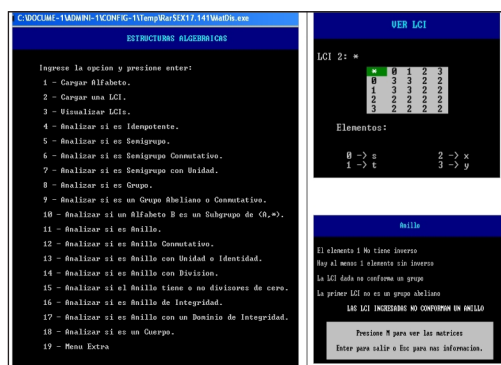 C:\DOCUME~1\ADMINI~1\CONFIG~1\Temp\Rar$EX17.141\MatDis.exe
ESTRUCTURAS ALGEBRAICAS
Ingrese la opcion y presione enter:
1 - Cargar Alfabeto.
2 - Cargar una LCI.
3 - Visualizar LCIs.
4 - Analizar si es Idempotente.
5 - Analizar si es Semigrupo.
6 - Analizar si es Semigrupo Conmutativo.
7 - Analizar si es Semigrupo con Unidad.
8 - Analizar si es Grupo.
9 - Analizar si es un Grupo Abeliano o Conmutativo.
10 - Analizar si un Alfabeto B es un Subgrupo de (A,*).
11 - Analizar si es Anillo.
12 - Analizar si es Anillo Conmutativo.
13 - Analizar si es Anillo con Unidad o Identidad.
14 - Analizar si es Anillo con Division.
15 - Analizar si el Anillo tiene o no divisores de cero.
16 - Analizar si es Anillo de Integridad.
17 - Analizar si es Anillo con un Dominio de Integridad.
18 - Analizar si es un Cuerpo.
19 - Menu Extra
VER LCI
LCI 2: *
* 0 1 2 3
0 3 3 2 2
1 3 3 2 2
2 2 2 2 2
3 2 2 2 2
Elementos:
0 -> s 2 -> x
1 -> t 3 -> y
Anillo
El elemento 1 No tiene inverso
Hay al menos 1 elemento sin inverso
La LCI dada no conforma un grupo
La primer LCI no es un grupo abeliano
LAS LCI INGRESADAS NO CONFORMAN UN ANILLO
Presione M para ver las matrices
Enter para salir o Esc para mas informacion.